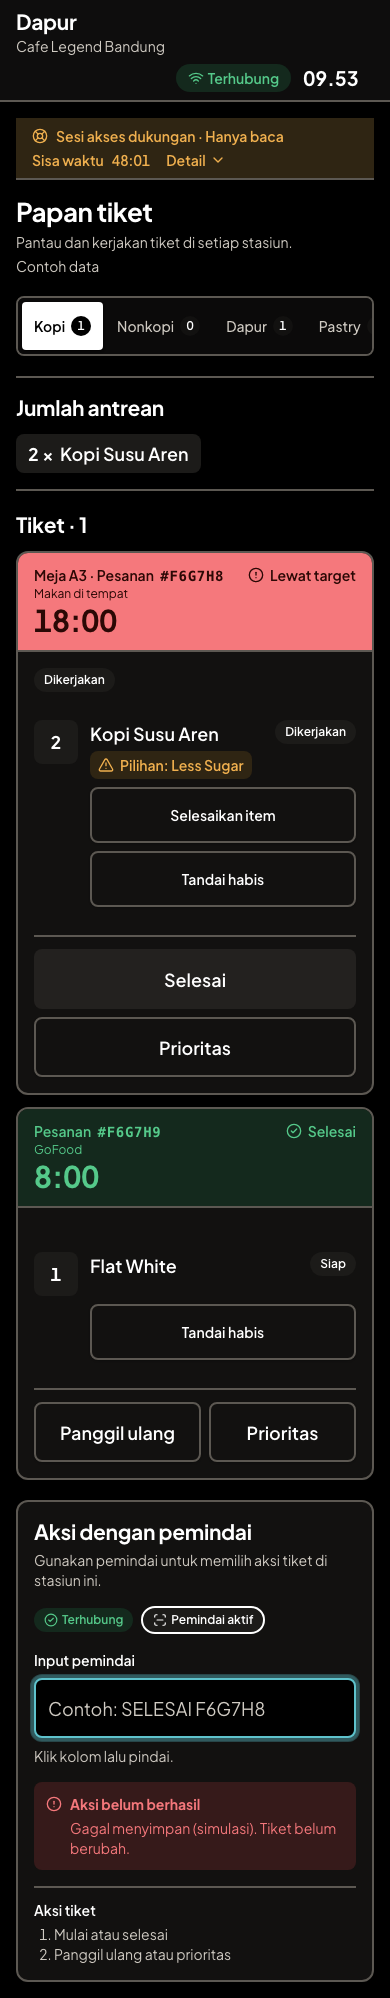 Dapur
Cafe Legend Bandung
Terhubung 09.53
Sesi akses dukungan · Hanya baca
Sisa waktu 48:01 Detail
Papan tiket
Pantau dan kerjakan tiket di setiap stasiun.
Contoh data
Kopi 1 Nonkopi 0 Dapur 1 Pastry
Jumlah antrean
2 × Kopi Susu Aren
Tiket · 1
Meja A3 · Pesanan #F6G7H8 Lewat target
Makan di tempat
18:00
Dikerjakan
2 Kopi Susu Aren Dikerjakan
Pilihan: Less Sugar
Selesaikan item
Tandai habis
Selesai
Prioritas
Pesanan #F6G7H9 Selesai
GoFood
8:00
1 Flat White Siap
Tandai habis
Panggil ulang Prioritas
Aksi dengan pemindai
Gunakan pemindai untuk memilih aksi tiket di
stasiun ini.
Terhubung Pemindai aktif
Input pemindai
Contoh: SELESAI F6G7H8
Klik kolom lalu pindai.
Aksi belum berhasil
Gagal menyimpan (simulasi). Tiket belum
berubah.
Aksi tiket
1. Mulai atau selesai
2. Panggil ulang atau prioritas